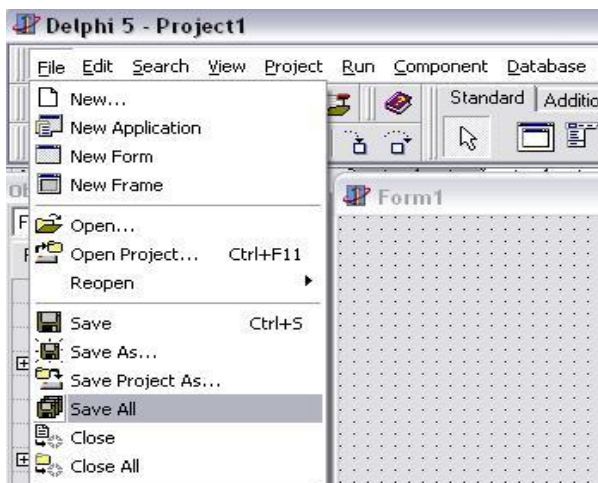 Delphi 5 - Project1
File Edit Search View Project Run Component Database
New...
Standard
New Application
New Form
New Frame
Form1
Open...
Open Project... Ctrl+F11
Reopen
Save Ctrl+S
Save As...
Save Project As...
Save All
Close
Close All